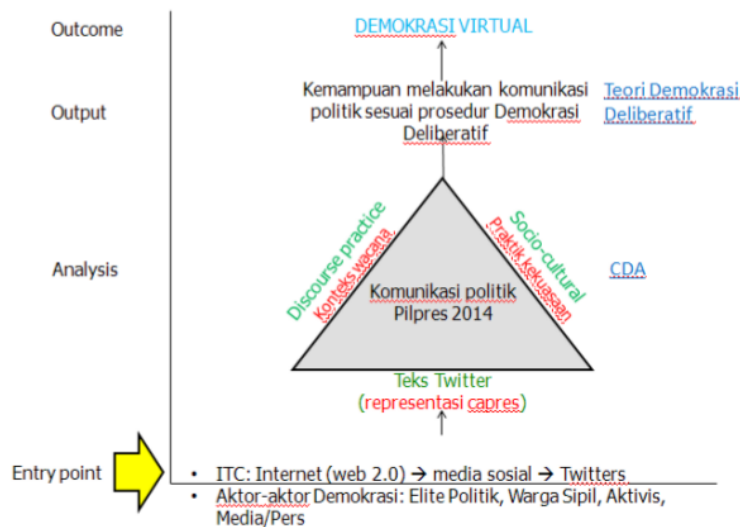 Outcome
DEMOKRASI VIRTUAL
Output
Kemampuan melakukan komunikasi
politik sesuai prosedur Demokrasi
Deliberatif
Teori Demokrasi
Deliberatif
Analysis
Discourse practice
Konteks wacana
Socio-cultural
Praktik kekuasaan
Komunikasi politik
Pilpres 2014
CDA
Teks Twitter
(representasi capres)
Entry point
• ITC: Internet (web 2.0) → media sosial → Twitters
• Aktor-aktor Demokrasi: Elite Politik, Warga Sipil, Aktivis,
Media/Pers